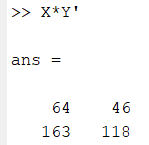 >> X*Y'
ans =
64 46
163 118